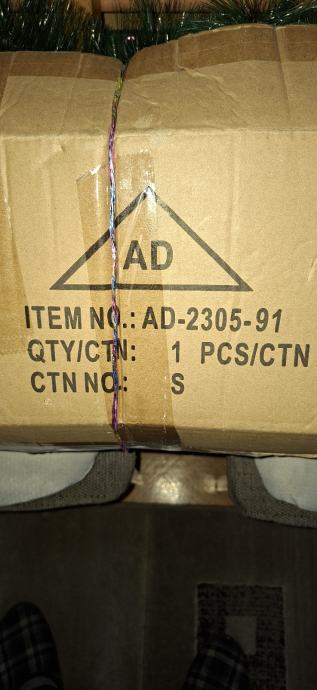 AD
ITEM NO.: AD-2305-91
QTY/CTN: 1 PCS/CTN
CTN NO.: S